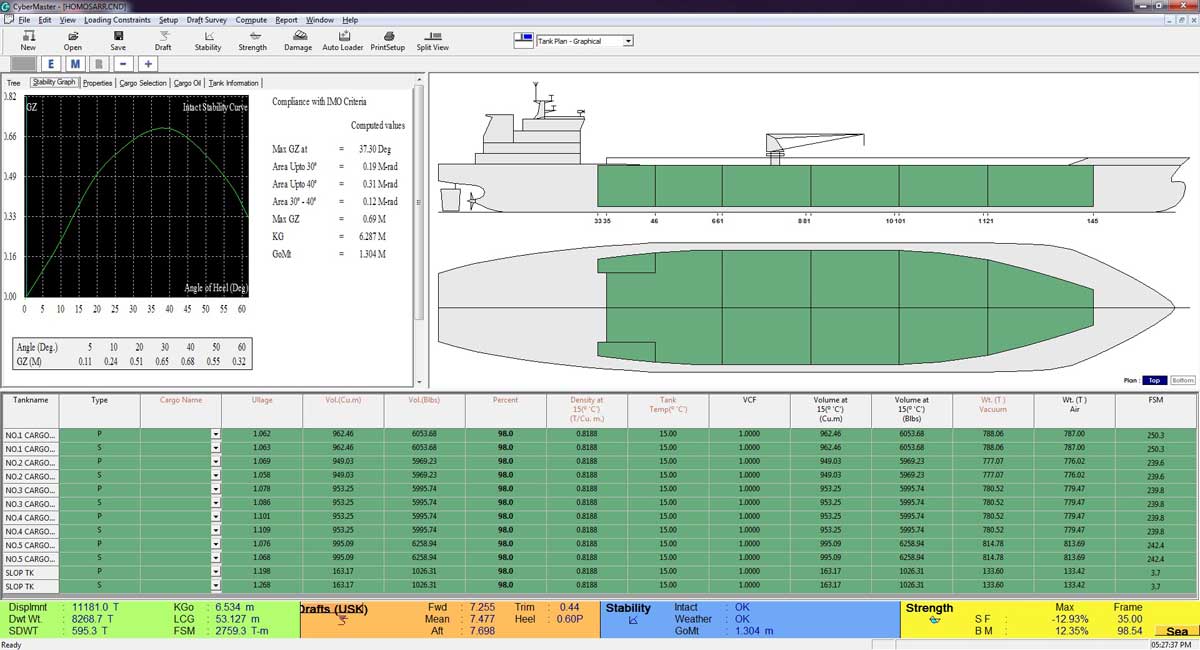 CyberMaster - [HOMOSARR.CND]
File Edit View Loading Constraints Setup Draft Survey Compute Report Window Help
New Open Save Draft Stability Strength Damage Auto Loader PrintSetup Split View Tank Plan - Graphical
E M R - +
Tree Stability Graph Properties Cargo Selection Cargo Oil Tank Information
0.82
GZ Intact Stability Curve
0.66
0.49
0.33
0.16
Angle of Heel (Deg)
0.00
0 5 10 15 20 25 30 35 40 45 50 55 60
Angle (Deg.) 5 10 20 30 40 50 60
GZ (M) 0.11 0.24 0.51 0.65 0.68 0.55 0.32
Compliance with IMO Criteria
Computed values
Max GZ at = 37.30 Deg
Area Upto 30° = 0.19 M-rad
Area Upto 40° = 0.31 M-rad
Area 30° - 40° = 0.12 M-rad
Max GZ = 0.69 M
KG = 6.287 M
GoMt = 1.304 M
33 35 46 6 61 8 81 10 101 1 121 145
Plan : Top Bottom
Tankname Type Cargo Name Ullage Vol.(Cu.m) Vol.(Blbs) Percent Density at 15(° 'C') (T/Cu. m.) Tank Temp(° 'C') VCF Volume at 15(° 'C') (Cu.m) Volume at 15(° 'C') (Blbs) Wt. (T ) Vacuum Wt. (T ) Air FSM
NO.1 CARGO... P 1.062 962.46 6053.68 98.0 0.8188 15.00 1.0000 962.46 6053.68 788.06 787.00 250.3
NO.1 CARGO... S 1.063 962.46 6053.68 98.0 0.8188 15.00 1.0000 962.46 6053.68 788.06 787.00 250.3
NO.2 CARGO... P 1.069 949.03 5969.23 98.0 0.8188 15.00 1.0000 949.03 5969.23 777.07 776.02 239.6
NO.2 CARGO... S 1.058 949.03 5969.23 98.0 0.8188 15.00 1.0000 949.03 5969.23 777.07 776.02 239.6
NO.3 CARGO... P 1.078 953.25 5995.74 98.0 0.8188 15.00 1.0000 953.25 5995.74 780.52 779.47 239.8
NO.3 CARGO... S 1.086 953.25 5995.74 98.0 0.8188 15.00 1.0000 953.25 5995.74 780.52 779.47 239.8
NO.4 CARGO... P 1.101 953.25 5995.74 98.0 0.8188 15.00 1.0000 953.25 5995.74 780.52 779.47 239.8
NO.4 CARGO... S 1.109 953.25 5995.74 98.0 0.8188 15.00 1.0000 953.25 5995.74 780.52 779.47 239.8
NO.5 CARGO... P 1.076 995.09 6258.94 98.0 0.8188 15.00 1.0000 995.09 6258.94 814.78 813.69 242.4
NO.5 CARGO... S 1.068 995.09 6258.94 98.0 0.8188 15.00 1.0000 995.09 6258.94 814.78 813.69 242.4
SLOP TK P 1.198 163.17 1026.31 98.0 0.8188 15.00 1.0000 163.17 1026.31 133.60 133.42 3.7
SLOP TK S 1.268 163.17 1026.31 98.0 0.8188 15.00 1.0000 163.17 1026.31 133.60 133.42 3.7
Displmnt : 11181.0 T KGo : 6.534 m Drafts (USK) Fwd : 7.255 Trim : 0.44 Stability Intact : OK Strength Max Frame
Dwt Wt. : 8268.7 T LCG : 53.127 m Mean : 7.477 Heel : 0.60P Weather : OK S F : -12.93% 35.00
SDWT : 595.3 T FSM : 2759.3 T-m Aft : 7.698 GoMt : 1.304 m B M : 12.35% 98.54 Sea
Ready 05:27:37 PM